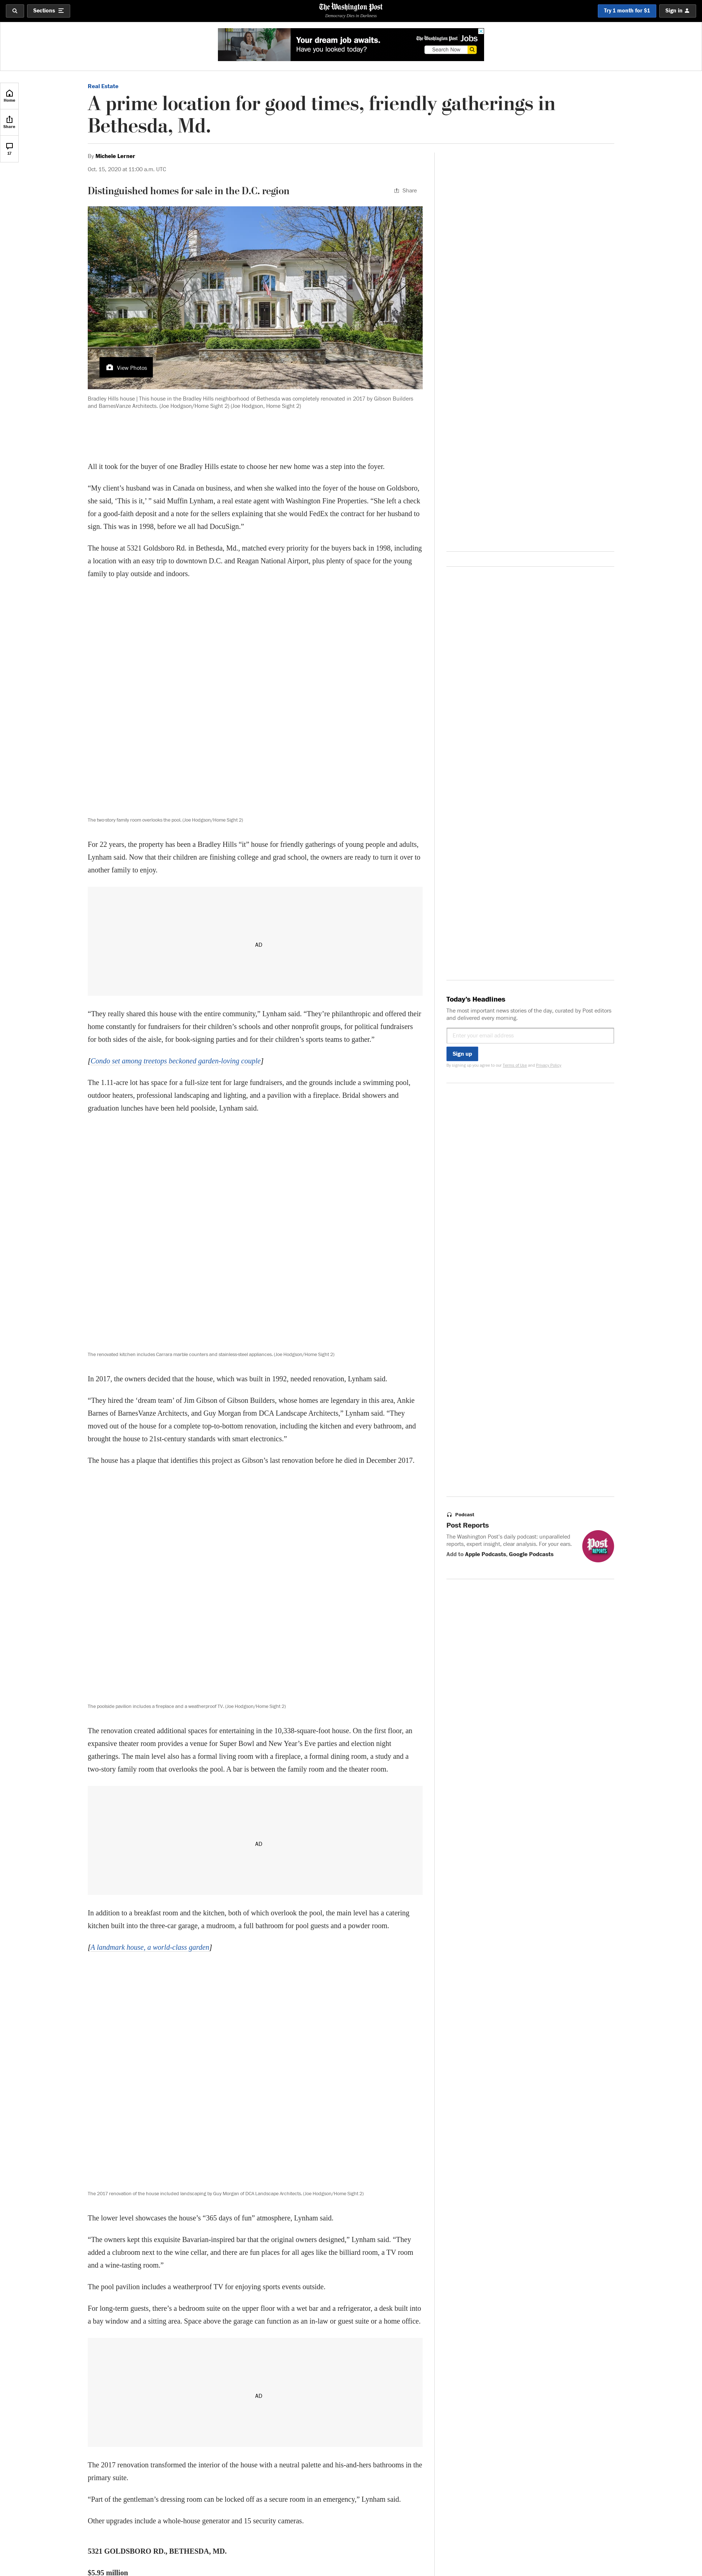 Sections
The Washington Post
Democracy Dies in Darkness
Try 1 month for $1
Sign in
Your dream job awaits.
Have you looked today?
The Washington Post Jobs
Search Now
Home
Share
17
Real Estate
A prime location for good times, friendly gatherings in
Bethesda, Md.
By Michele Lerner
Oct. 15, 2020 at 11:00 a.m. UTC
Distinguished homes for sale in the D.C. region
Share
View Photos
Bradley Hills house | This house in the Bradley Hills neighborhood of Bethesda was completely renovated in 2017 by Gibson Builders
and BarnesVanze Architects. (Joe Hodgson/Home Sight 2) (Joe Hodgson, Home Sight 2)
All it took for the buyer of one Bradley Hills estate to choose her new home was a step into the foyer.
“My client’s husband was in Canada on business, and when she walked into the foyer of the house on Goldsboro,
she said, ‘This is it,’ ” said Muffin Lynham, a real estate agent with Washington Fine Properties. “She left a check
for a good-faith deposit and a note for the sellers explaining that she would FedEx the contract for her husband to
sign. This was in 1998, before we all had DocuSign.”
The house at 5321 Goldsboro Rd. in Bethesda, Md., matched every priority for the buyers back in 1998, including
a location with an easy trip to downtown D.C. and Reagan National Airport, plus plenty of space for the young
family to play outside and indoors.
The two-story family room overlooks the pool. (Joe Hodgson/Home Sight 2)
For 22 years, the property has been a Bradley Hills “it” house for friendly gatherings of young people and adults,
Lynham said. Now that their children are finishing college and grad school, the owners are ready to turn it over to
another family to enjoy.
AD
“They really shared this house with the entire community,” Lynham said. “They’re philanthropic and offered their
home constantly for fundraisers for their children’s schools and other nonprofit groups, for political fundraisers
for both sides of the aisle, for book-signing parties and for their children’s sports teams to gather.”
[Condo set among treetops beckoned garden-loving couple]
The 1.11-acre lot has space for a full-size tent for large fundraisers, and the grounds include a swimming pool,
outdoor heaters, professional landscaping and lighting, and a pavilion with a fireplace. Bridal showers and
graduation lunches have been held poolside, Lynham said.
Today's Headlines
The most important news stories of the day, curated by Post editors
and delivered every morning.
Enter your email address
Sign up
By signing up you agree to our Terms of Use and Privacy Policy
The renovated kitchen includes Carrara marble counters and stainless-steel appliances. (Joe Hodgson/Home Sight 2)
In 2017, the owners decided that the house, which was built in 1992, needed renovation, Lynham said.
“They hired the ‘dream team’ of Jim Gibson of Gibson Builders, whose homes are legendary in this area, Ankie
Barnes of BarnesVanze Architects, and Guy Morgan from DCA Landscape Architects,” Lynham said. “They
moved out of the house for a complete top-to-bottom renovation, including the kitchen and every bathroom, and
brought the house to 21st-century standards with smart electronics.”
The house has a plaque that identifies this project as Gibson’s last renovation before he died in December 2017.
Podcast
Post Reports
The Washington Post's daily podcast: unparalleled
reports, expert insight, clear analysis. For your ears.
Add to Apple Podcasts, Google Podcasts
Post
REPORTS
The poolside pavilion includes a fireplace and a weatherproof TV. (Joe Hodgson/Home Sight 2)
The renovation created additional spaces for entertaining in the 10,338-square-foot house. On the first floor, an
expansive theater room provides a venue for Super Bowl and New Year’s Eve parties and election night
gatherings. The main level also has a formal living room with a fireplace, a formal dining room, a study and a
two-story family room that overlooks the pool. A bar is between the family room and the theater room.
AD
In addition to a breakfast room and the kitchen, both of which overlook the pool, the main level has a catering
kitchen built into the three-car garage, a mudroom, a full bathroom for pool guests and a powder room.
[A landmark house, a world-class garden]
The 2017 renovation of the house included landscaping by Guy Morgan of DCA Landscape Architects. (Joe Hodgson/Home Sight 2)
The lower level showcases the house’s “365 days of fun” atmosphere, Lynham said.
“The owners kept this exquisite Bavarian-inspired bar that the original owners designed,” Lynham said. “They
added a clubroom next to the wine cellar, and there are fun places for all ages like the billiard room, a TV room
and a wine-tasting room.”
The pool pavilion includes a weatherproof TV for enjoying sports events outside.
For long-term guests, there’s a bedroom suite on the upper floor with a wet bar and a refrigerator, a desk built into
a bay window and a sitting area. Space above the garage can function as an in-law or guest suite or a home office.
AD
The 2017 renovation transformed the interior of the house with a neutral palette and his-and-hers bathrooms in the
primary suite.
“Part of the gentleman’s dressing room can be locked off as a secure room in an emergency,” Lynham said.
Other upgrades include a whole-house generator and 15 security cameras.
5321 GOLDSBORO RD., BETHESDA, MD.
$5.95 million